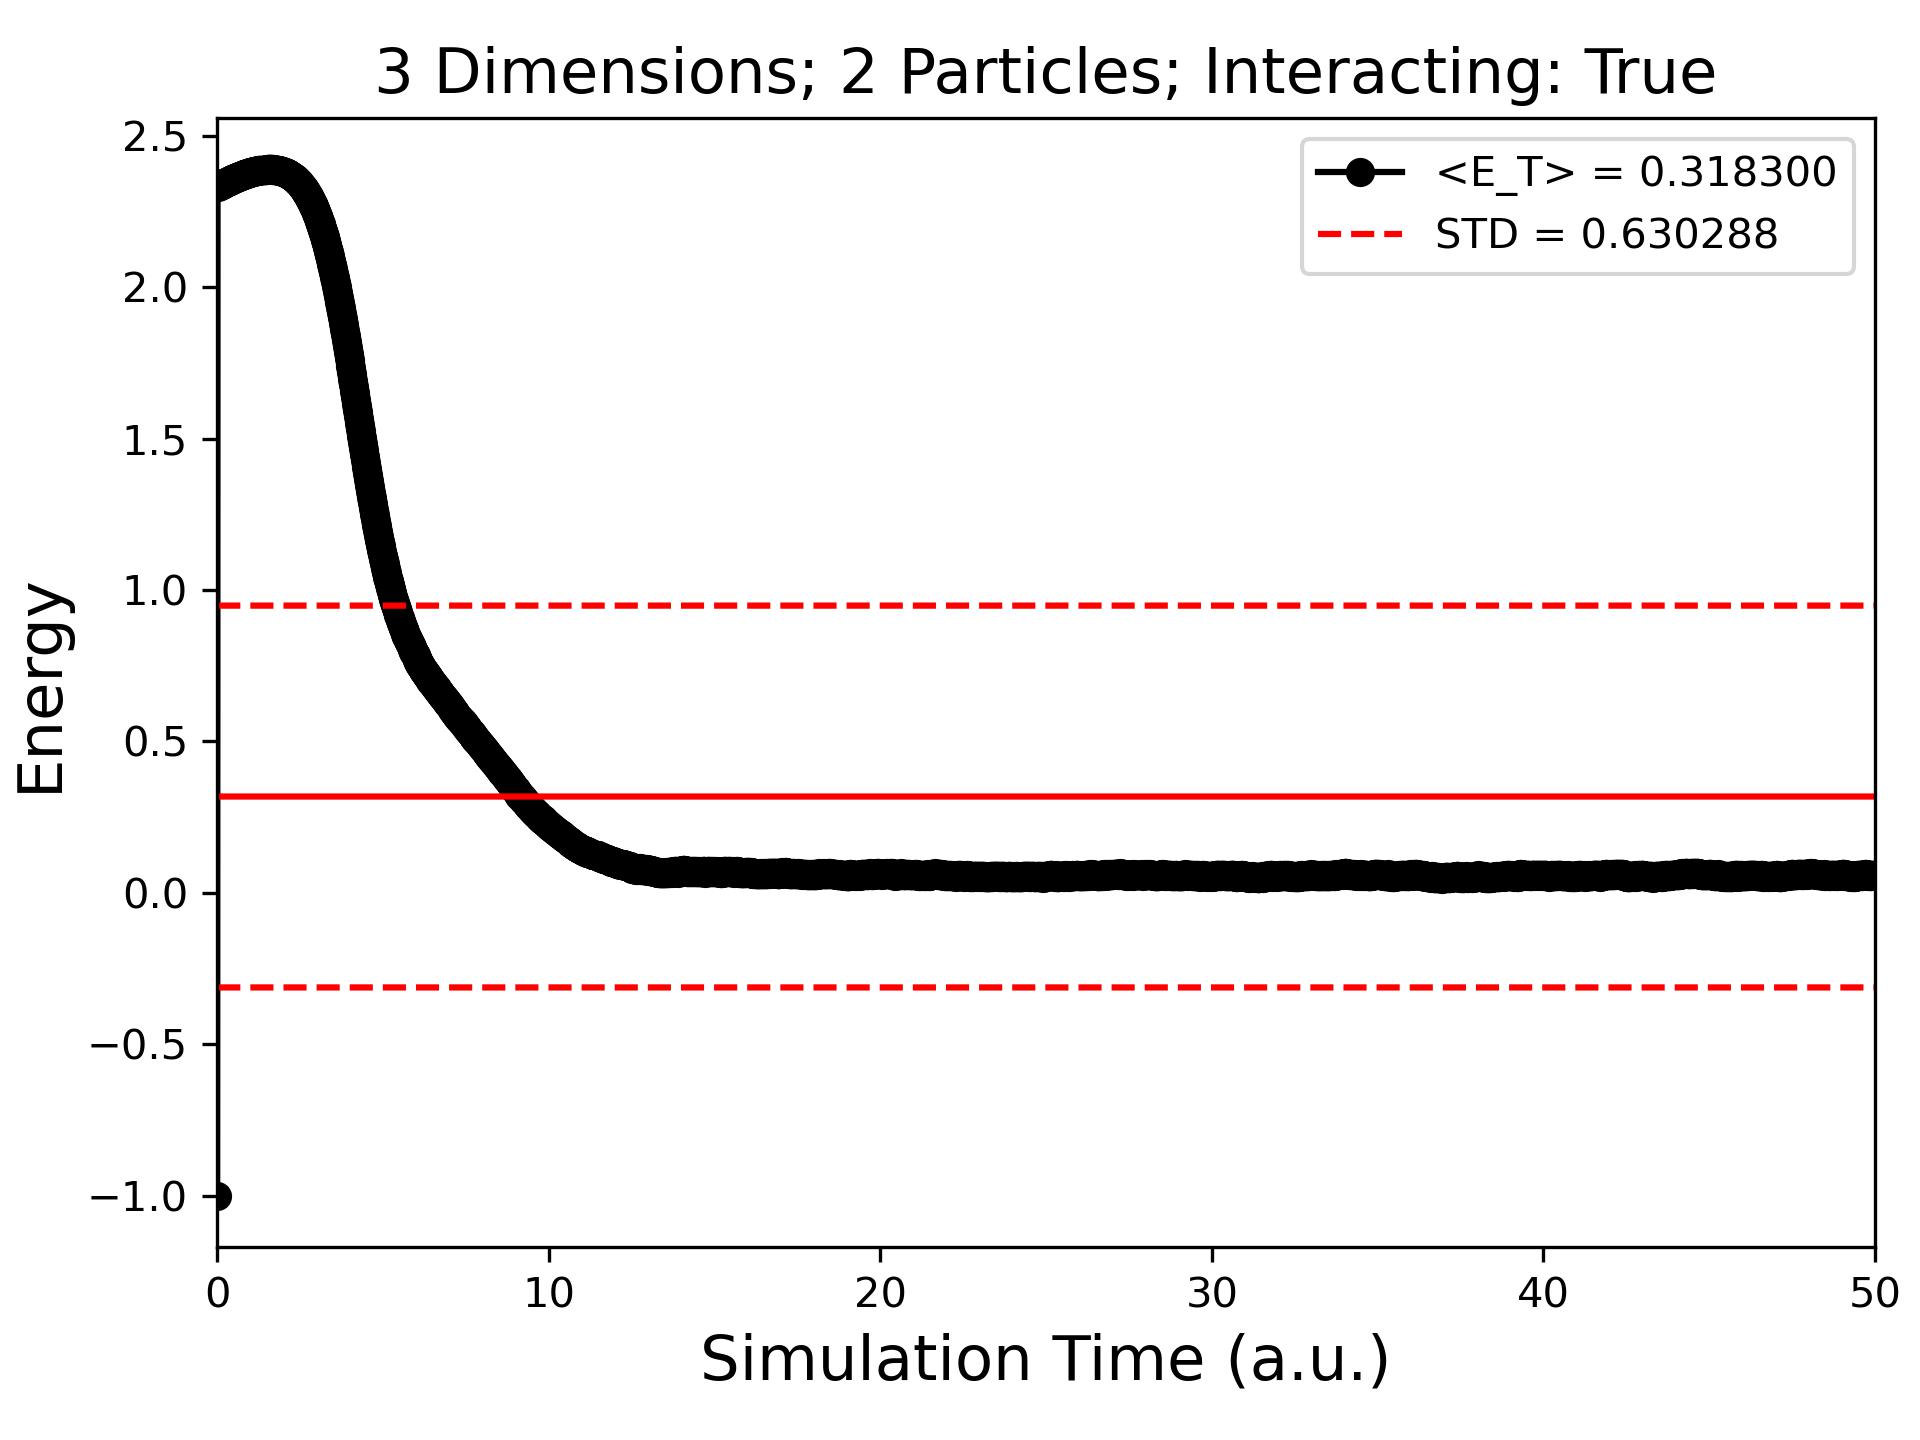 3 Dimensions; 2 Particles; Interacting: True
<E_T> = 0.318300
STD = 0.630288
Energy
2.5
2.0
1.5
1.0
0.5
0.0
−0.5
−1.0
0 10 20 30 40 50
Simulation Time (a.u.)